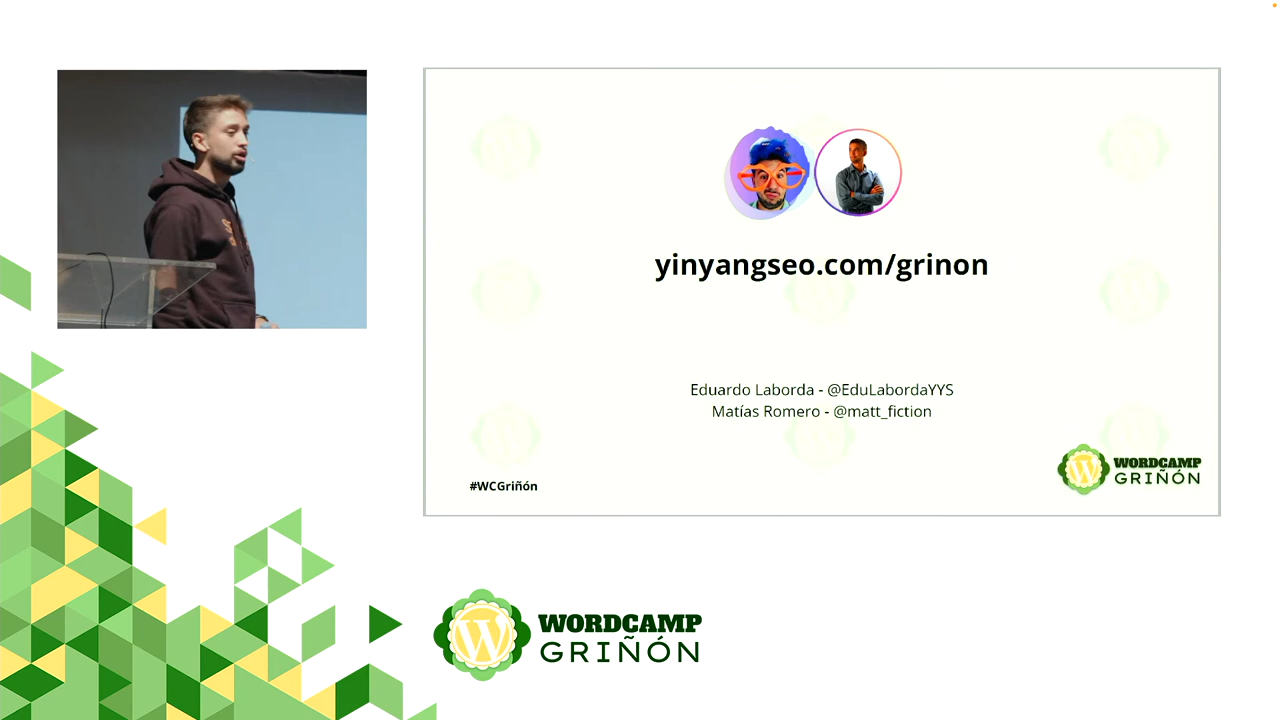 yinyangseo.com/grinon
Eduardo Laborda - @EduLabordaYYS
Matías Romero - @matt_fiction
#WCGriñón
WORDCAMP
GRIÑÓN
WORDCAMP
GRIÑÓN